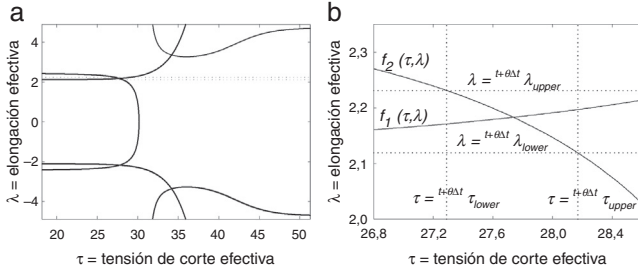 a
λ = elongación efectiva
4
2
0
−2
−4
20 25 30 35 40 45 50
τ = tensión de corte efectiva
b
λ = elongación efectiva
2,3
2,2
2,1
2,0
f2 (τ,λ)
λ = t+θΔt λupper
f1 (τ,λ)
λ = t+θΔt λlower
τ = t+θΔt τlower
τ = t+θΔt τupper
26,8 27,2 27,6 28,0 28,4
τ = tensión de corte efectiva